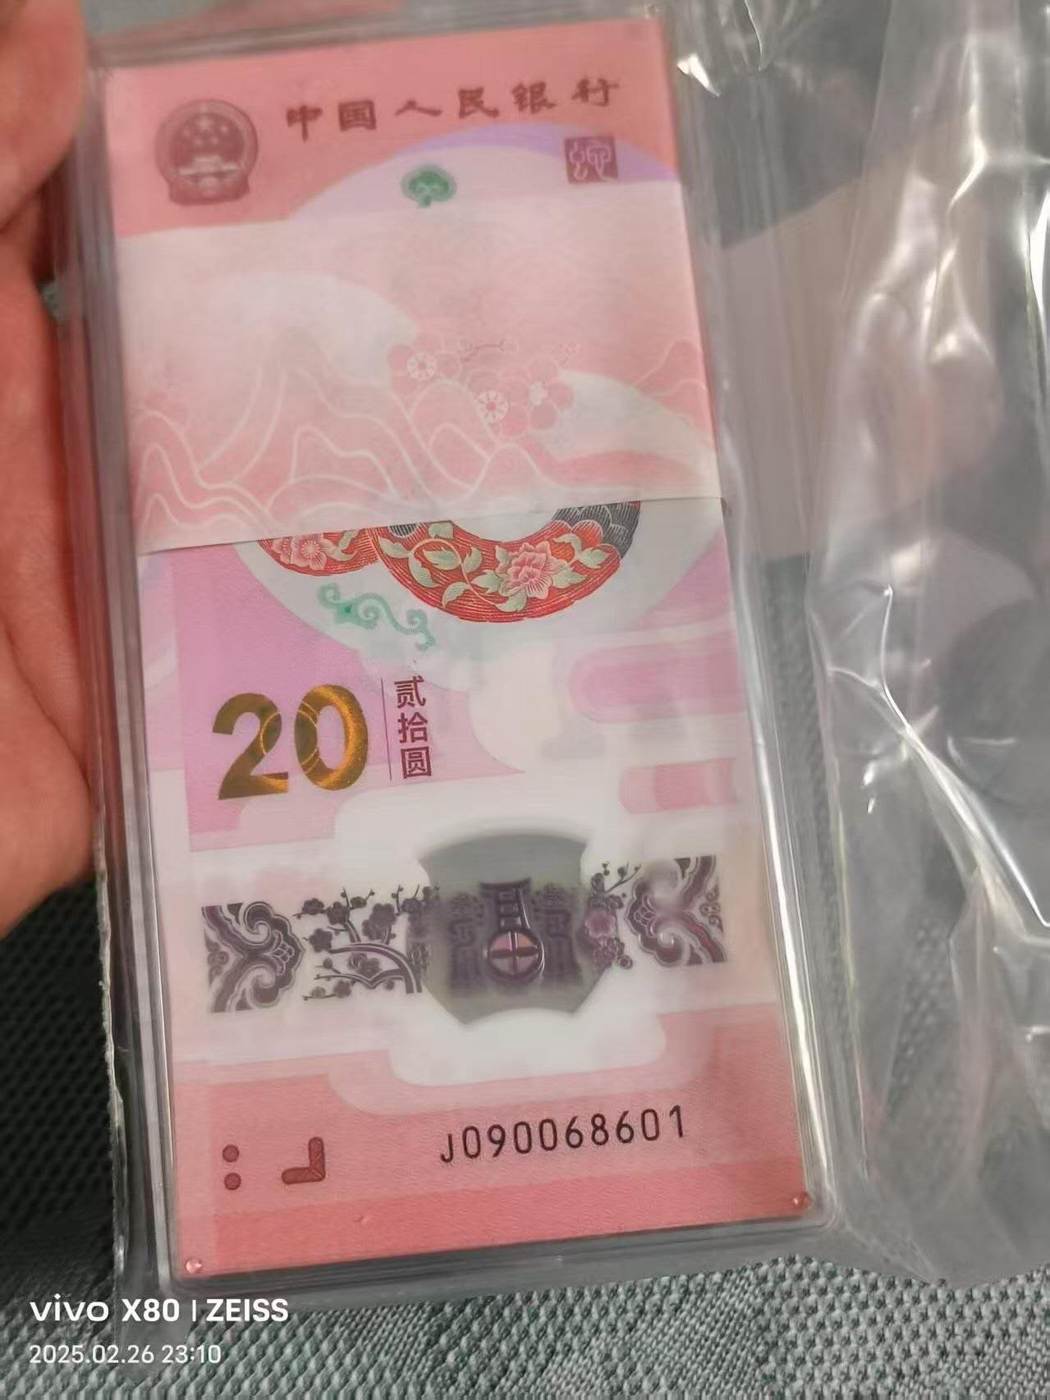 中国人民银行
迎
20
贰拾圆
J090068601
vivo X80 | ZEISS
2025.02.26 23:10